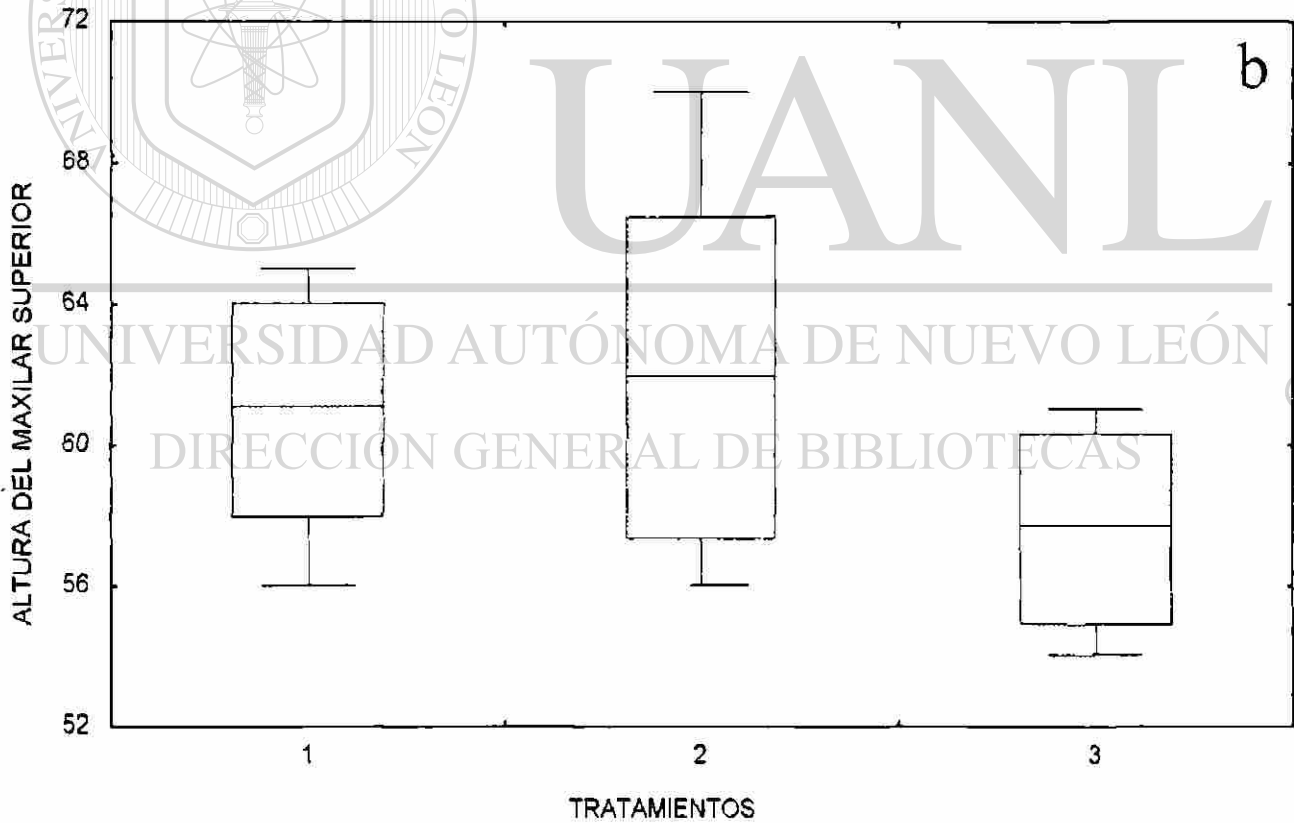 72
68
64
60
56
52
ALTURA DEL MAXILAR SUPERIOR
b
UANL
UNIVERSIDAD AUTÓNOMA DE NUEVO LEÓN
DIRECCIÓN GENERAL DE BIBLIOTECAS
1 2 3
TRATAMIENTOS